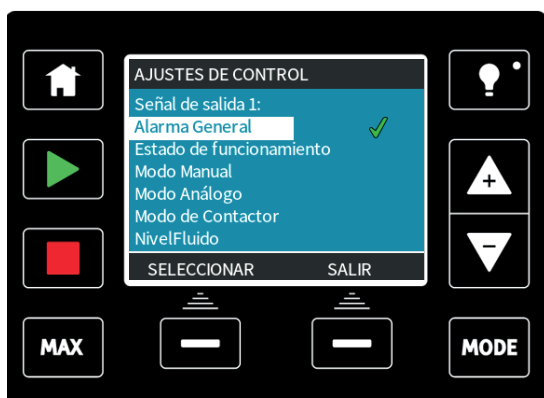 AJUSTES DE CONTROL
Señal de salida 1:
Alarma General
Estado de funcionamiento
Modo Manual
Modo Análogo
Modo de Contactor
NivelFluido
SELECCIONAR SALIR
MAX
MODE